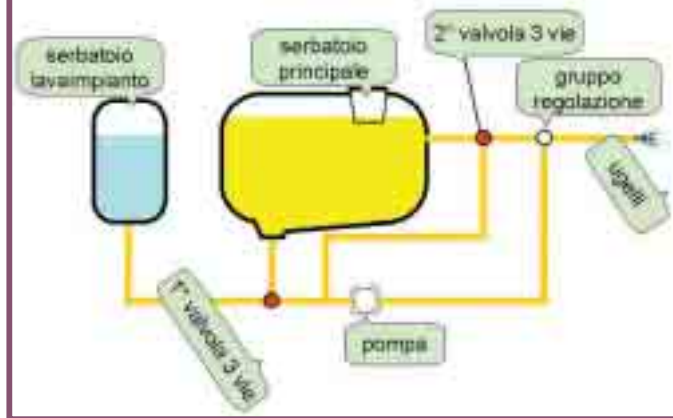 serbatoio
lavaimpianto
serbatoio
principale
2° valvola 3 vie
gruppo
regolazione
ugelli
1° valvola 3 vie
pompa